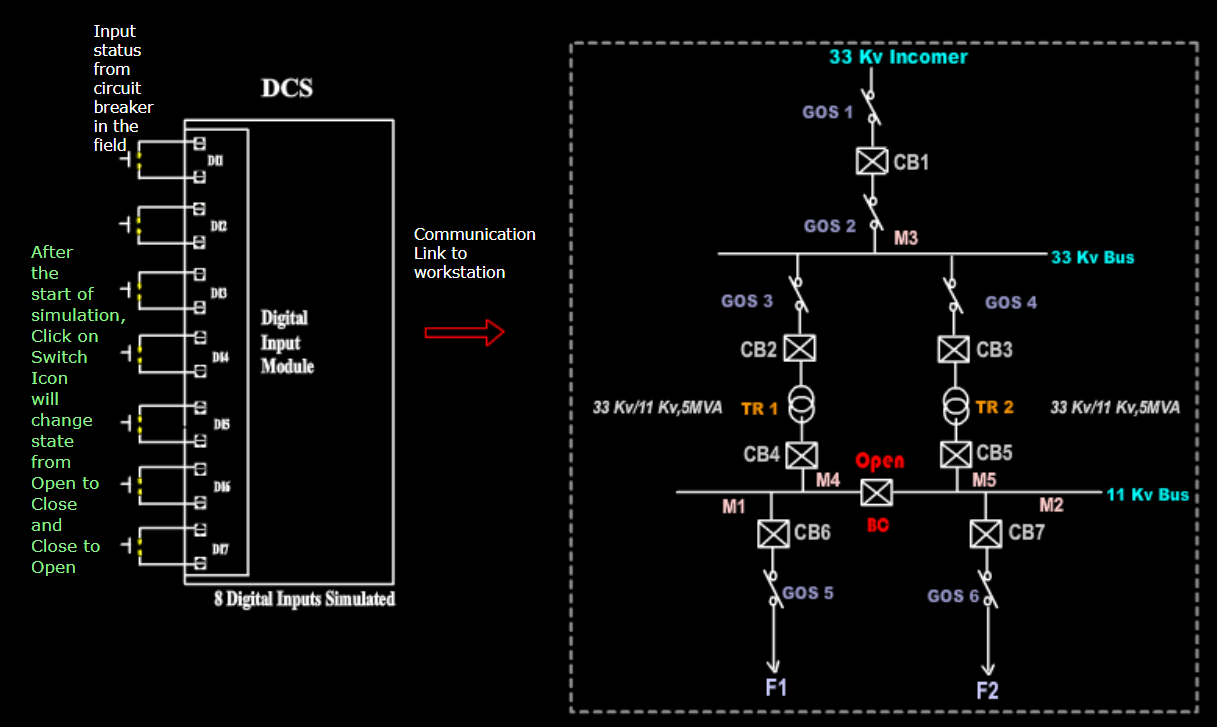 Input
status
from
circuit
breaker
in the
field
DCS
DI1
DI2
DI3
DI4
DI5
DI6
DI7
Digital
Input
Module
8 Digital Inputs Simulated
After
the
start of
simulation,
Click on
Switch
Icon
will
change
state
from
Open to
Close
and
Close to
Open
Communication
Link to
workstation
33 Kv Incomer
GOS 1
CB1
GOS 2
M3
33 Kv Bus
GOS 3
GOS 4
CB2
CB3
33 Kv/11 Kv,5MVA
TR 1
TR 2
33 Kv/11 Kv,5MVA
CB4
Open
CB5
M4
M5
11 Kv Bus
M1
BC
M2
CB6
CB7
GOS 5
GOS 6
F1
F2